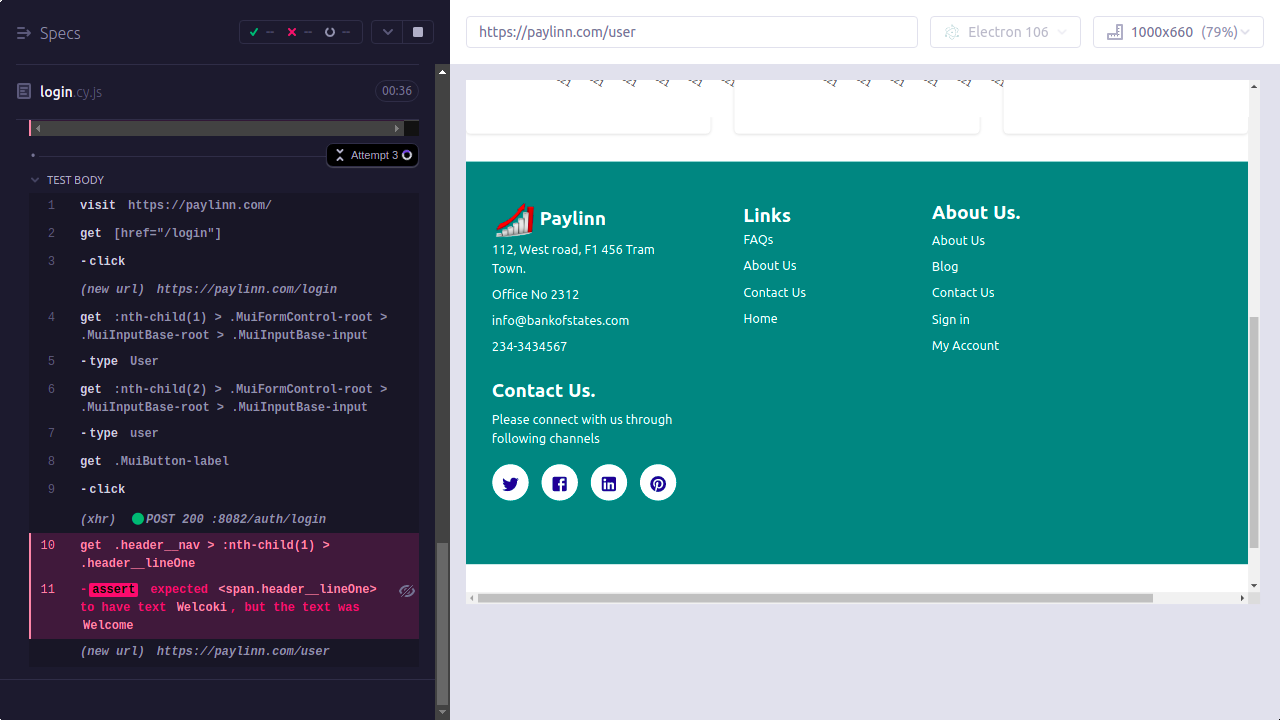 Specs
-- -- --
login.cy.js
00:36
Attempt 3
TEST BODY
1 visit https://paylinn.com/
2 get [href="/login"]
3 -click
(new url) https://paylinn.com/login
4 get :nth-child(1) > .MuiFormControl-root >
.MuiInputBase-root > .MuiInputBase-input
5 -type User
6 get :nth-child(2) > .MuiFormControl-root >
.MuiInputBase-root > .MuiInputBase-input
7 -type user
8 get .MuiButton-label
9 -click
(xhr) POST 200 :8082/auth/login
10 get .header__nav > :nth-child(1) >
.header__lineOne
11 -assert expected <span.header__lineOne>
to have text Welcoki, but the text was
Welcome
(new url) https://paylinn.com/user
https://paylinn.com/user
Electron 106
1000x660 (79%)
Paylinn
112, West road, F1 456 Tram
Town.
Office No 2312
info@bankofstates.com
234-3434567
Links
FAQs
About Us
Contact Us
Home
About Us.
About Us
Blog
Contact Us
Sign in
My Account
Contact Us.
Please connect with us through
following channels